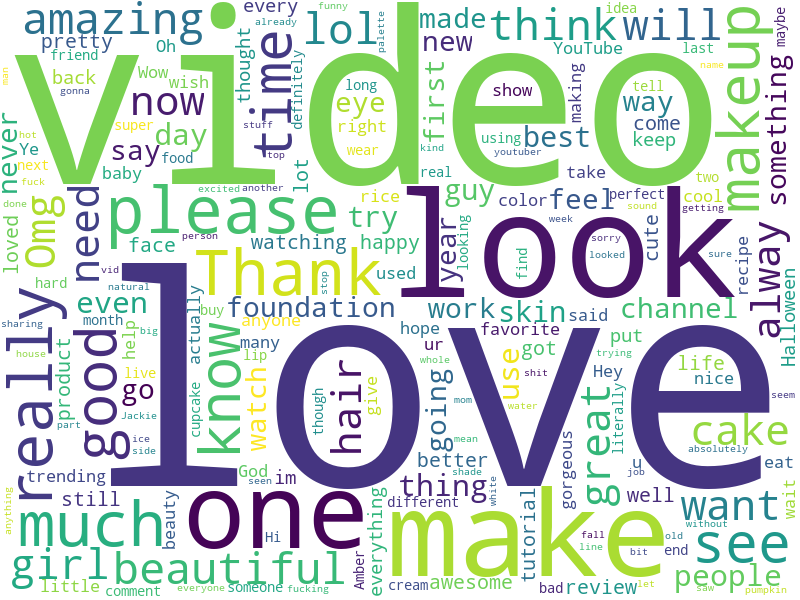 amazing
video
lol
made
think
will
every
already
funny
idea
palette
maybe
pretty
Oh
friend
back
gonna
Wow
wish
man
now
time
thought
definitely
long
eye
right
wear
new
first
YouTube
making
show
last
way
tell
come
keep
makeup
name
something
never
Ye
next
super
baby
day
say
food
stuff
top
lot
using
best
kind
youtuber
real
take
two
cool
hot
fuck
done
loved
Omg
need
please
excited
another
try
rice
guy
color
feel
perfect
sound
getting
face
person
watching
happy
year
looking
look
week
find
sorry
looked
cute
sure
recipe
alway
Halloween
hard
vid
natural
Thank
stop
used
really
even
good
actually
buy
foundation
work
skin
said
channel
sharing
month
big
know
anyone
many
hope
favorite
put
product
help
house
live
go
lip
ur
use
got
trying
life
love
Jackie
part
cupcake
watch
hair
though
give
whole
going
shit
Hey
nice
literally
seem
ice
side
God
seen
im
better
mom
water
mean
shade
great
cake
absolutely
trending
still
beauty
one
thing
different
white
gorgeous
u
job
well
eat
wait
anything
much
Hi
everything
make
tutorial
fall
line
bit
old
end
want
without
see
girl
beautiful
Amber
little
comment
everyone
someone
fucking
cream
awesome
bad
review
let
people
saw
pumpkin